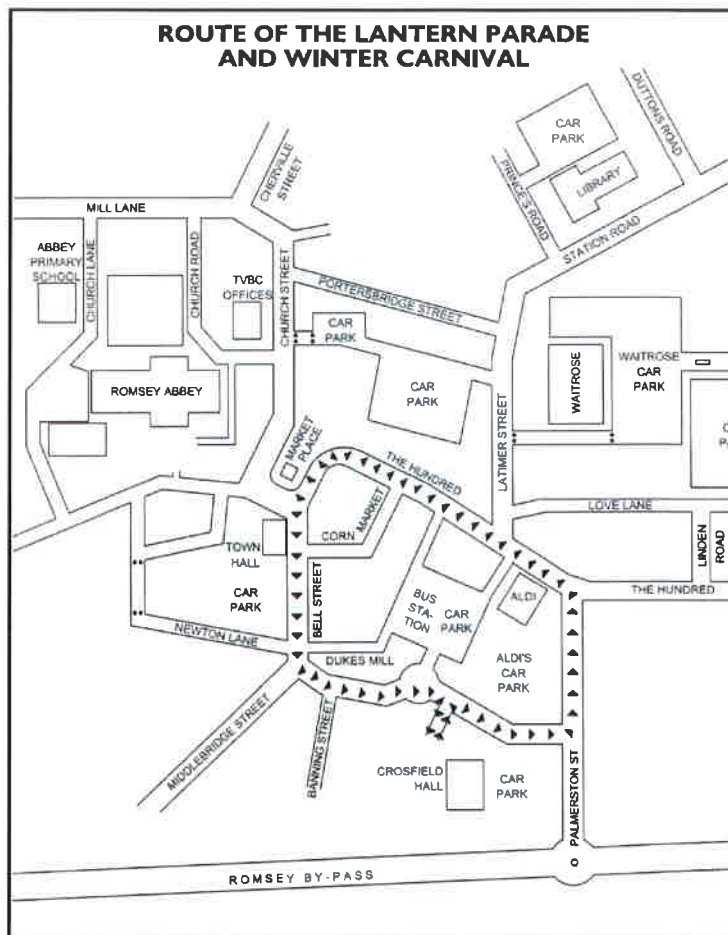 ROUTE OF THE LANTERN PARADE
AND WINTER CARNIVAL
DUTTONS ROAD
CAR
PARK
LIBRARY
PRINCE'S ROAD
STATION ROAD
CHERVILLE
STREET
MILL LANE
ABBEY
PRIMARY
SCHOOL
CHURCH LANE
CHURCH ROAD
TVBC
OFFICES
CHURCH STREET
PORTERSBRIDGE STREET
CAR
PARK
CAR
PARK
ROMSEY ABBEY
WAITROSE
WAITROSE
CAR PARK
LATIMER STREET
MARKET
PLACE
THE HUNDRED
LOVE LANE
LINDEN
ROAD
CORN
MARKET
TOWN
HALL
CAR
PARK
BELL STREET
NEWTON LANE
BUS
STA-
TION
CAR
PARK
ALDI
THE HUNDRED
DUKES MILL
ALDI'S
CAR
PARK
MIDDLEBRIDGE STREET
BANNING STREET
CROSFIELD
HALL
CAR
PARK
PALMERSTON ST
ROMSEY BY-PASS